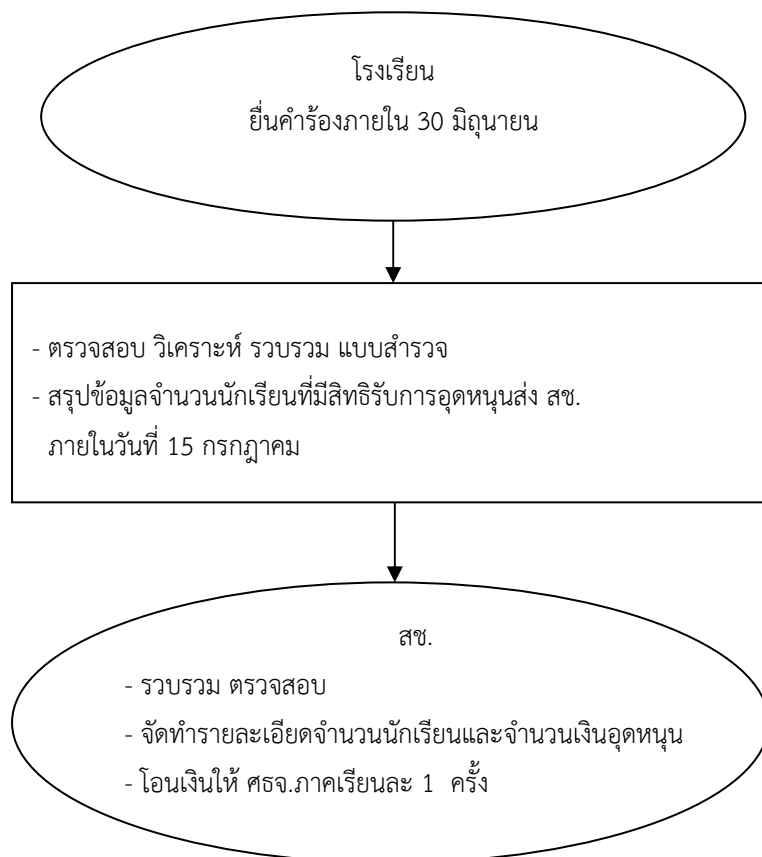 โรงเรียน
ยื่นคำร้องภายใน 30 มิถุนายน
- ตรวจสอบ วิเคราะห์ รวบรวม แบบสำรวจ
- สรุปข้อมูลจำนวนนักเรียนที่มีสิทธิรับการอุดหนุนส่ง สช.
ภายในวันที่ 15 กรกฎาคม
สช.
- รวบรวม ตรวจสอบ
- จัดทำรายละเอียดจำนวนนักเรียนและจำนวนเงินอุดหนุน
- โอนเงินให้ ศธจ.ภาคเรียนละ 1 ครั้ง